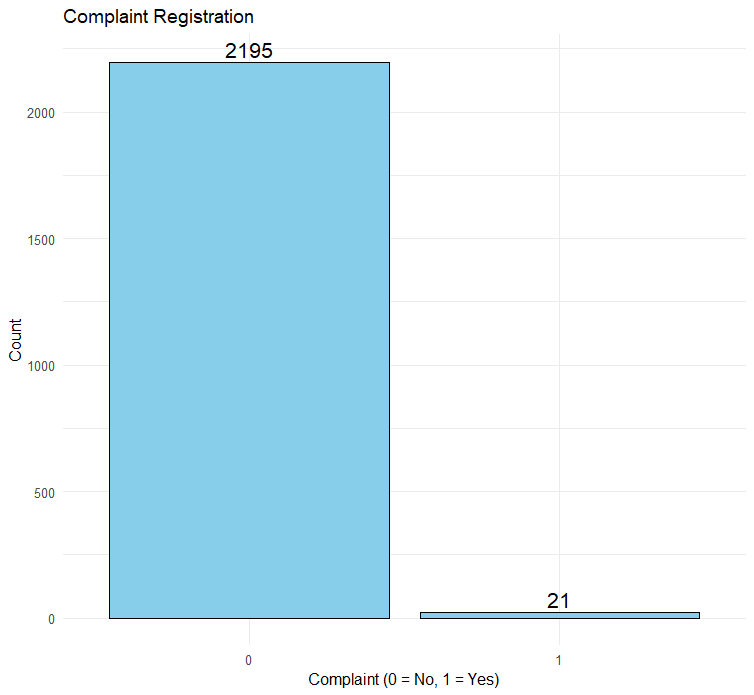 Complaint Registration
2195
2000
1500
Count
1000
500
21
0
0 1
Complaint (0 = No, 1 = Yes)